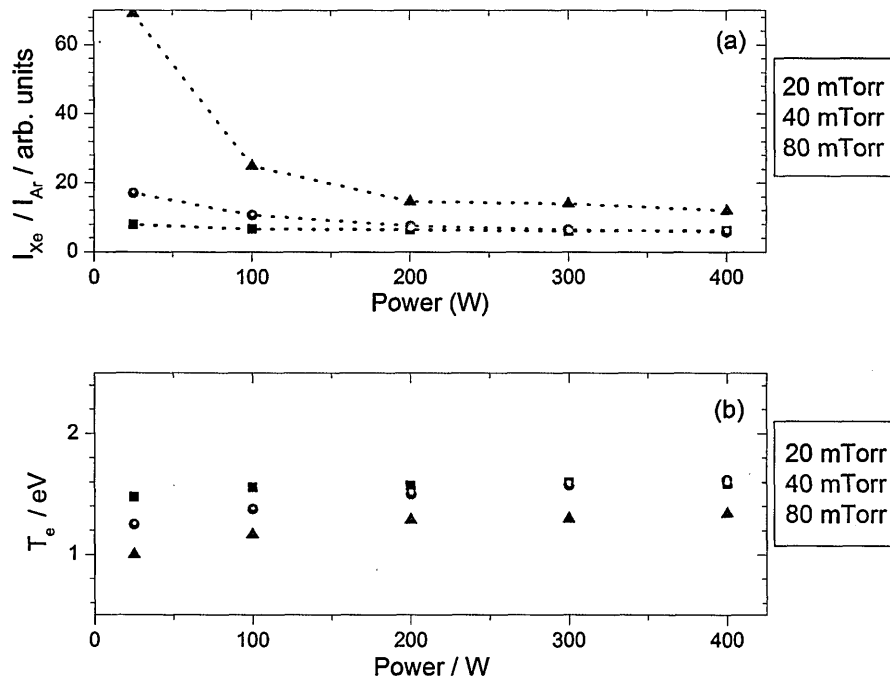 60
40
20
0
I_Xe / I_Ar / arb. units
(a)
0 100 200 300 400
Power (W)
20 mTorr
40 mTorr
80 mTorr
2
1
T_e / eV
(b)
0 100 200 300 400
Power / W
20 mTorr
40 mTorr
80 mTorr